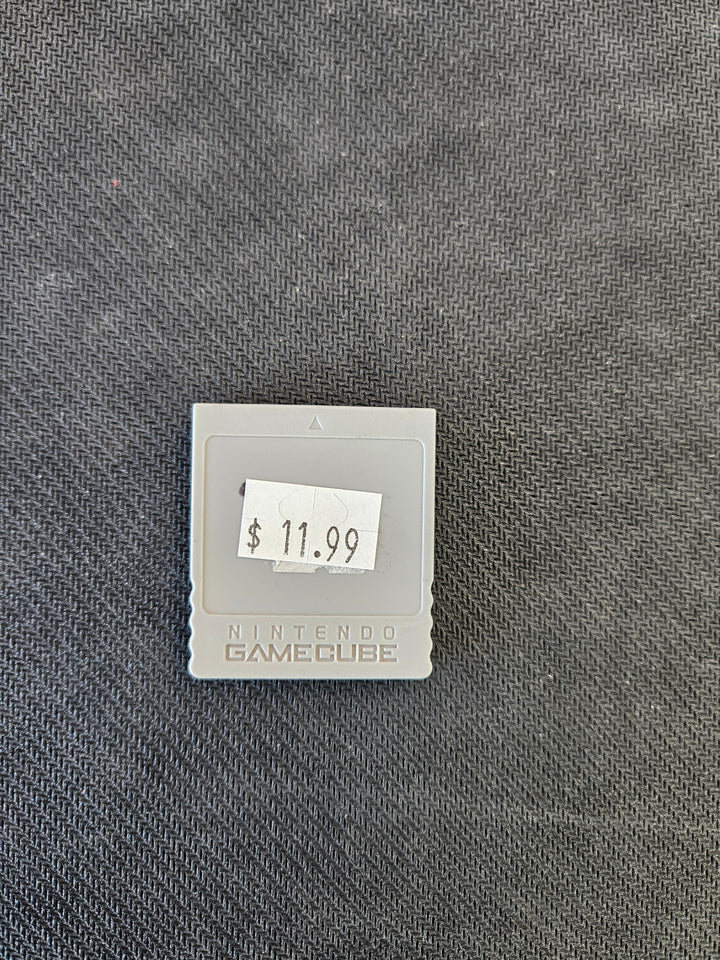 $ 11.99
NINTENDO
GAMECUBE